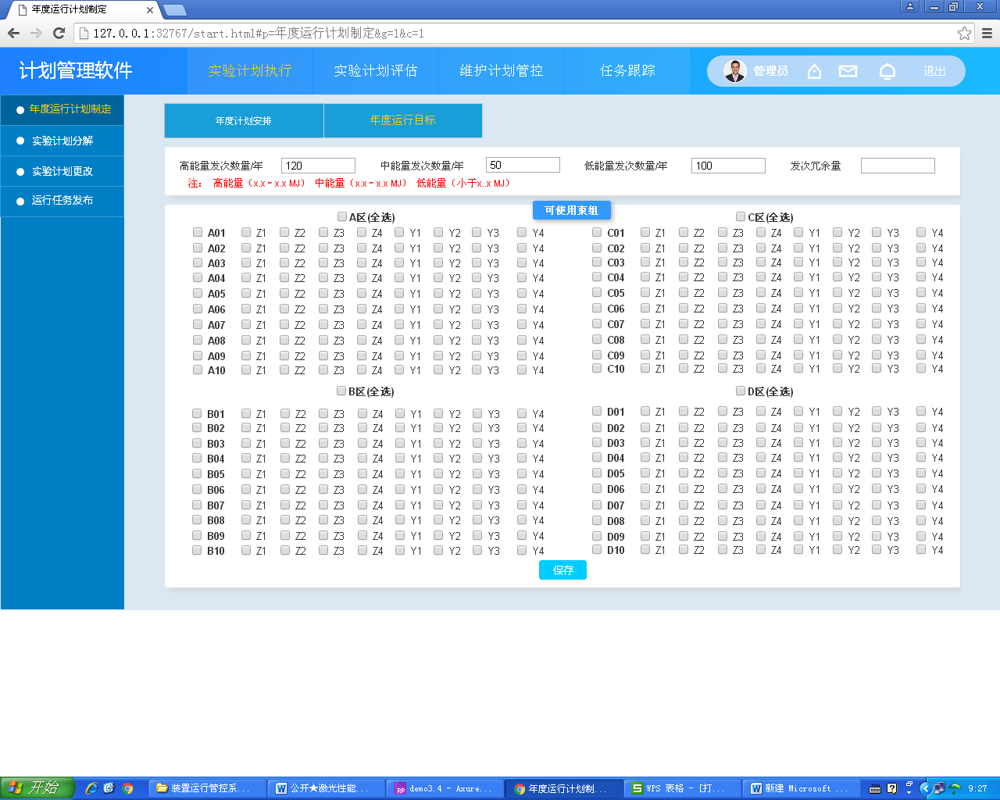 年度运行计划制定
127.0.0.1:32767/start.html#p=年度运行计划制定&g=1&c=1
计划管理软件
实验计划执行
实验计划评估
维护计划管控
任务跟踪
管理员
退出
年度运行计划制定
实验计划分解
实验计划更改
运行任务发布
年度计划安排
年度运行目标
高能量发次数量/年 120 中能量发次数量/年 50 低能量发次数量/年 100 发次冗余量
注： 高能量（x.x ~ x.x MJ） 中能量（x.x ~ x.x MJ） 低能量（小于x..x MJ）
可使用束组
A区(全选)
A01 Z1 Z2 Z3 Z4 Y1 Y2 Y3 Y4
A02 Z1 Z2 Z3 Z4 Y1 Y2 Y3 Y4
A03 Z1 Z2 Z3 Z4 Y1 Y2 Y3 Y4
A04 Z1 Z2 Z3 Z4 Y1 Y2 Y3 Y4
A05 Z1 Z2 Z3 Z4 Y1 Y2 Y3 Y4
A06 Z1 Z2 Z3 Z4 Y1 Y2 Y3 Y4
A07 Z1 Z2 Z3 Z4 Y1 Y2 Y3 Y4
A08 Z1 Z2 Z3 Z4 Y1 Y2 Y3 Y4
A09 Z1 Z2 Z3 Z4 Y1 Y2 Y3 Y4
A10 Z1 Z2 Z3 Z4 Y1 Y2 Y3 Y4
C区(全选)
C01 Z1 Z2 Z3 Z4 Y1 Y2 Y3 Y4
C02 Z1 Z2 Z3 Z4 Y1 Y2 Y3 Y4
C03 Z1 Z2 Z3 Z4 Y1 Y2 Y3 Y4
C04 Z1 Z2 Z3 Z4 Y1 Y2 Y3 Y4
C05 Z1 Z2 Z3 Z4 Y1 Y2 Y3 Y4
C06 Z1 Z2 Z3 Z4 Y1 Y2 Y3 Y4
C07 Z1 Z2 Z3 Z4 Y1 Y2 Y3 Y4
C08 Z1 Z2 Z3 Z4 Y1 Y2 Y3 Y4
C09 Z1 Z2 Z3 Z4 Y1 Y2 Y3 Y4
C10 Z1 Z2 Z3 Z4 Y1 Y2 Y3 Y4
B区(全选)
B01 Z1 Z2 Z3 Z4 Y1 Y2 Y3 Y4
B02 Z1 Z2 Z3 Z4 Y1 Y2 Y3 Y4
B03 Z1 Z2 Z3 Z4 Y1 Y2 Y3 Y4
B04 Z1 Z2 Z3 Z4 Y1 Y2 Y3 Y4
B05 Z1 Z2 Z3 Z4 Y1 Y2 Y3 Y4
B06 Z1 Z2 Z3 Z4 Y1 Y2 Y3 Y4
B07 Z1 Z2 Z3 Z4 Y1 Y2 Y3 Y4
B08 Z1 Z2 Z3 Z4 Y1 Y2 Y3 Y4
B09 Z1 Z2 Z3 Z4 Y1 Y2 Y3 Y4
B10 Z1 Z2 Z3 Z4 Y1 Y2 Y3 Y4
D区(全选)
D01 Z1 Z2 Z3 Z4 Y1 Y2 Y3 Y4
D02 Z1 Z2 Z3 Z4 Y1 Y2 Y3 Y4
D03 Z1 Z2 Z3 Z4 Y1 Y2 Y3 Y4
D04 Z1 Z2 Z3 Z4 Y1 Y2 Y3 Y4
D05 Z1 Z2 Z3 Z4 Y1 Y2 Y3 Y4
D06 Z1 Z2 Z3 Z4 Y1 Y2 Y3 Y4
D07 Z1 Z2 Z3 Z4 Y1 Y2 Y3 Y4
D08 Z1 Z2 Z3 Z4 Y1 Y2 Y3 Y4
D09 Z1 Z2 Z3 Z4 Y1 Y2 Y3 Y4
D10 Z1 Z2 Z3 Z4 Y1 Y2 Y3 Y4
保存
开始
装置运行管控系...
公开★激光性能...
demo3.4 - Axure...
年度运行计划制...
WPS 表格 - [打...
新建 Microsoft ...
9:27